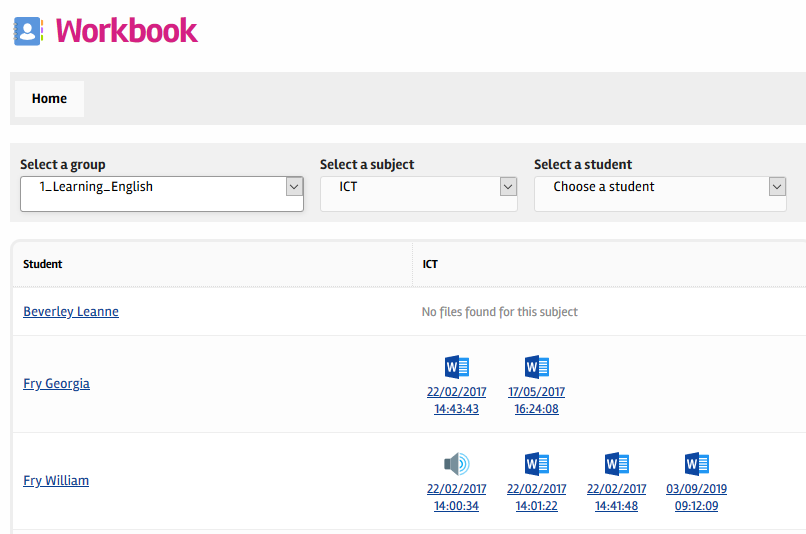 Workbook
Home
Select a group
Select a subject
Select a student
1_Learning_English
ICT
Choose a student
Student
ICT
Beverley Leanne
No files found for this subject
Fry Georgia
W
W
22/02/2017
14:43:43
17/05/2017
16:24:08
Fry William
W
W
W
22/02/2017
14:00:34
22/02/2017
14:01:22
22/02/2017
14:41:48
03/09/2019
09:12:09